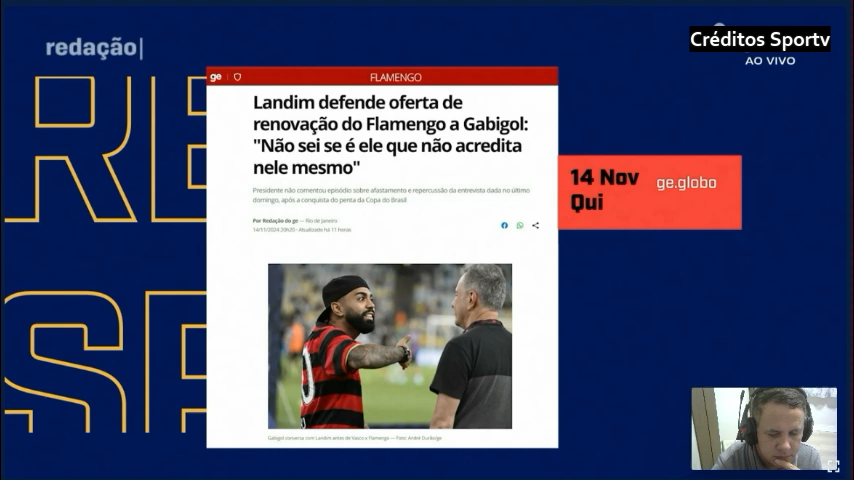 redação|
Créditos Sportv
AO VIVO
RE
SP
ge
FLAMENGO
Landim defende oferta de
renovação do Flamengo a Gabigol:
"Não sei se é ele que não acredita
nele mesmo"
Presidente não comentou episódio sobre afastamento e repercussão da entrevista dada no último
domingo, após a conquista do penta da Copa do Brasil
Por Redação do ge — Rio de Janeiro
14/11/2024 20h20 · Atualizado há 11 horas
14 Nov
Qui
ge.globo
Gabigol conversa com Landim antes de Vasco x Flamengo — Foto: André Durão/ge